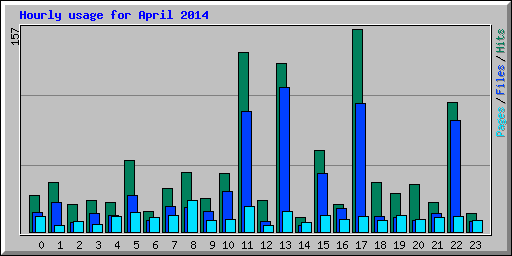 Hourly usage for April 2014
157
Pages/Files/Hits
0 1 2 3 4 5 6 7 8 9 10 11 12 13 14 15 16 17 18 19 20 21 22 23